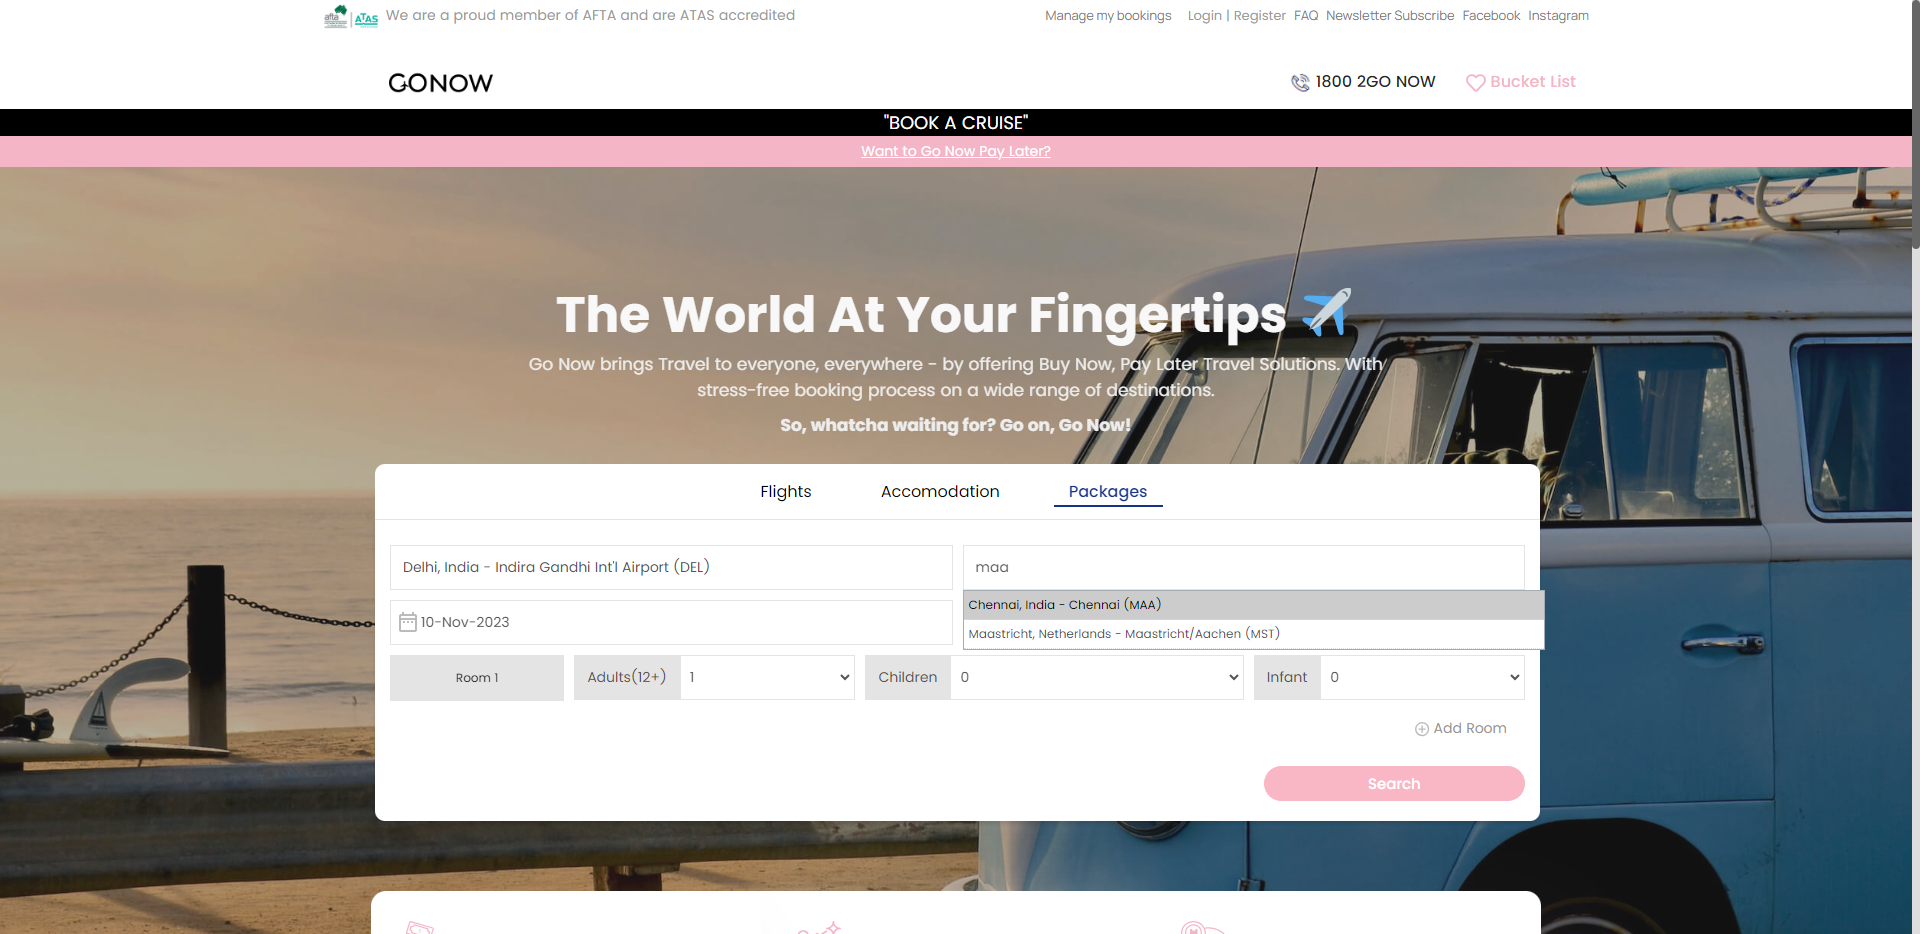 afta ATAS We are a proud member of AFTA and are ATAS accredited
Manage my bookings Login | Register FAQ Newsletter Subscribe Facebook Instagram
GONOW
1800 2GO NOW Bucket List
"BOOK A CRUISE"
Want to Go Now Pay Later?
The World At Your Fingertips
Go Now brings Travel to everyone, everywhere - by offering Buy Now, Pay Later Travel Solutions. With
stress-free booking process on a wide range of destinations.
So, whatcha waiting for? Go on, Go Now!
Flights Accomodation Packages
Delhi, India - Indira Gandhi Int'l Airport (DEL) maa
Chennai, India - Chennai (MAA)
10-Nov-2023
Maastricht, Netherlands - Maastricht/Aachen (MST)
Room 1 Adults(12+) 1 Children 0 Infant 0
Add Room
Search